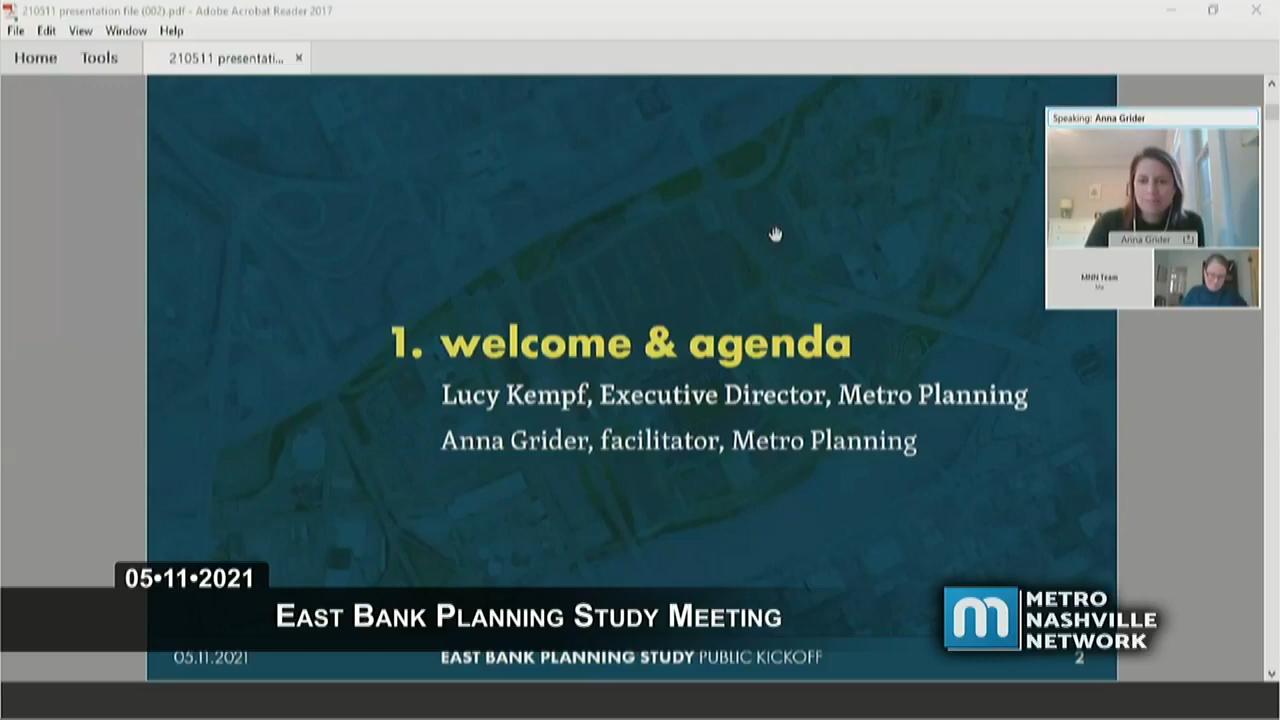 210511 presentation file (002).pdf - Adobe Acrobat Reader 2017
File Edit View Window Help
Home Tools 210511 presentati... ×
Speaking: Anna Grider
Anna Grider
MNN Team
Me
1. welcome & agenda
Lucy Kempf, Executive Director, Metro Planning
Anna Grider, facilitator, Metro Planning
05•11•2021
EAST BANK PLANNING STUDY MEETING
m METRO
NASHVILLE
NETWORK
05.11.2021 EAST BANK PLANNING STUDY PUBLIC KICKOFF 2